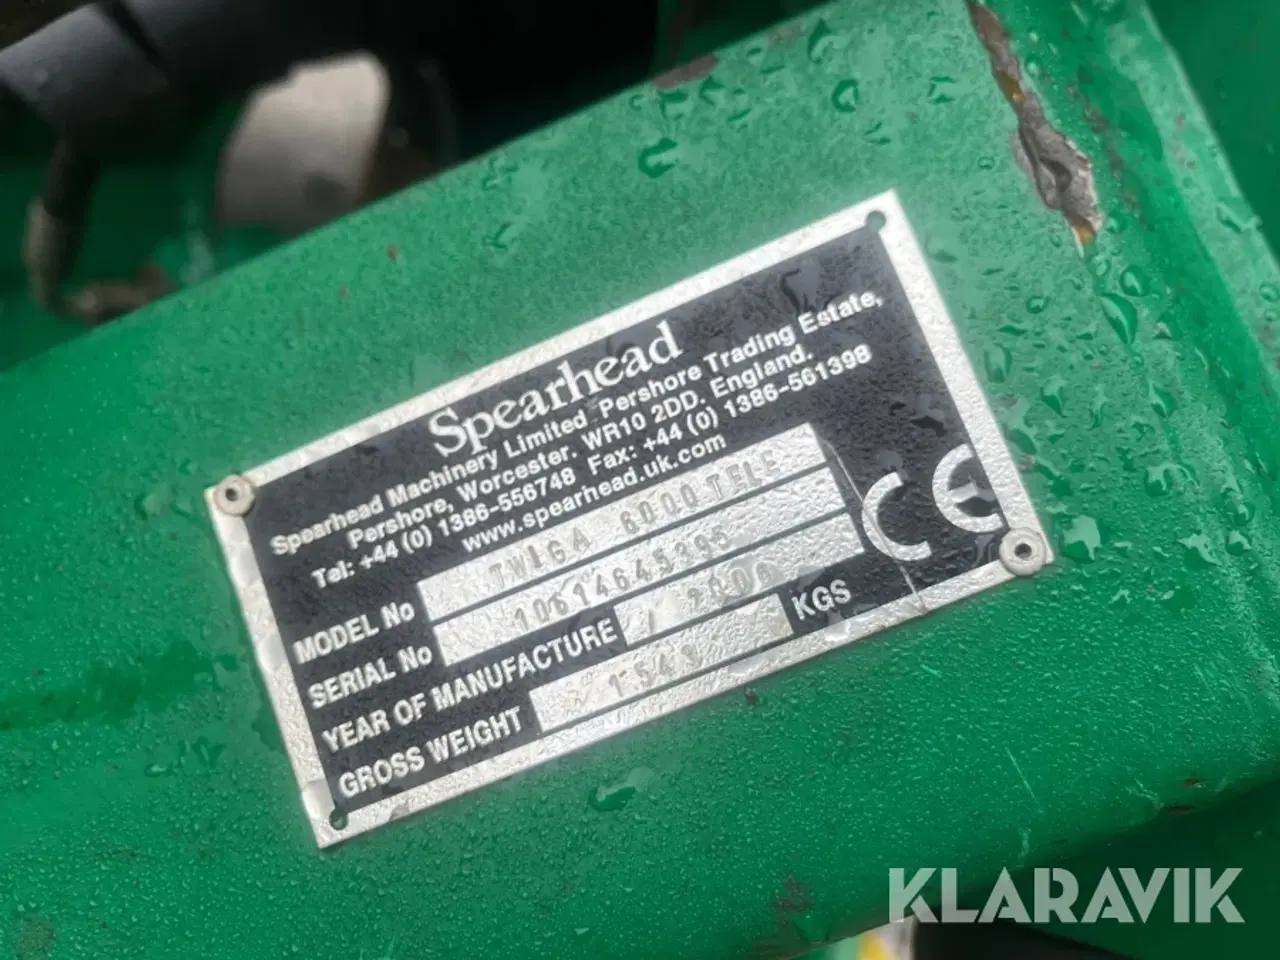 Spearhead
Spearhead Machinery Limited, Pershore Trading Estate,
Pershore, Worcester. WR10 2DD. England.
Tel: +44 (0) 1386-556748 Fax: +44 (0) 1386-561398
www.spearhead.uk.com
MODEL No TWIGA 6000 TELE
SERIAL No 10614645395
YEAR OF MANUFACTURE / 2006
GROSS WEIGHT 1543 KGS
CE
KLARAVIK